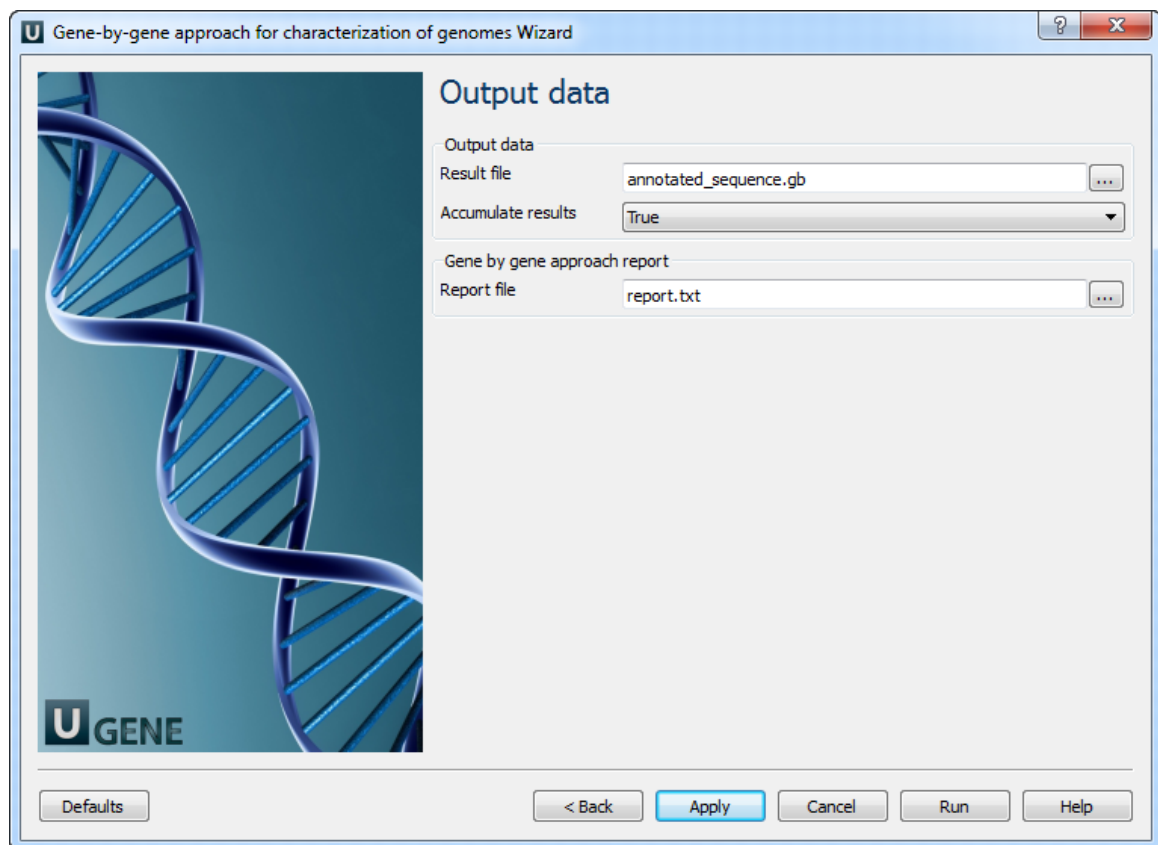 U Gene-by-gene approach for characterization of genomes Wizard
?
X
Output data
Output data
Result file annotated_sequence.gb ...
Accumulate results True
Gene by gene approach report
Report file report.txt ...
U GENE
Defaults < Back Apply Cancel Run Help